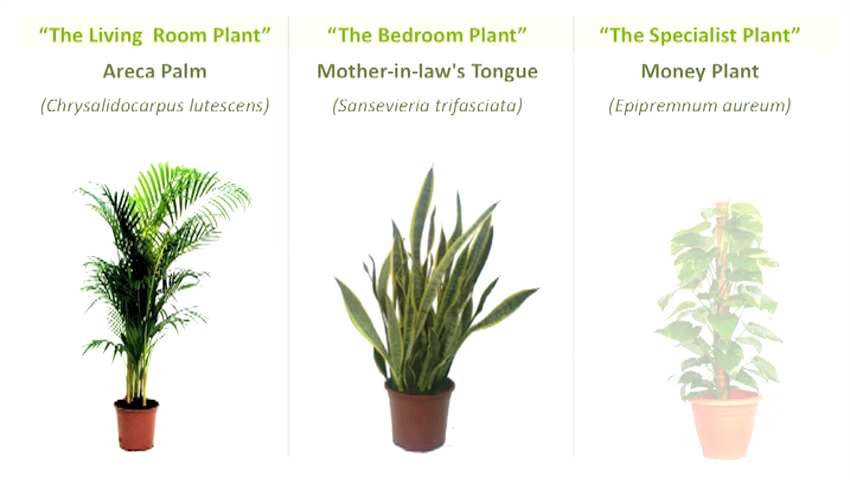 “The Living Room Plant”
Areca Palm
(Chrysalidocarpus lutescens)
“The Bedroom Plant”
Mother-in-law's Tongue
(Sansevieria trifasciata)
“The Specialist Plant”
Money Plant
(Epipremnum aureum)